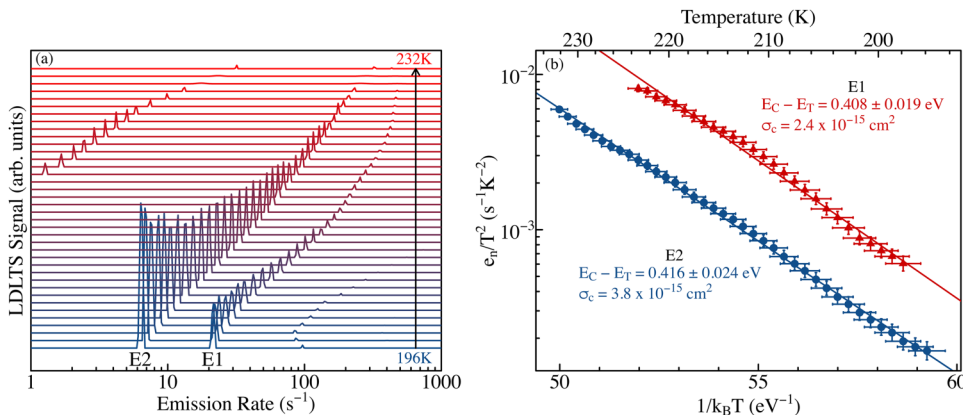 (a)
232K
LDLTS Signal (arb. units)
E2
E1
196K
1
10
100
1000
Emission Rate (s⁻¹)
Temperature (K)
230
220
210
200
(b)
10⁻²
10⁻³
eₙ/T² (s⁻¹K⁻²)
E1
E_C − E_T = 0.408 ± 0.019 eV
σ_c = 2.4 x 10⁻¹⁵ cm²
E2
E_C − E_T = 0.416 ± 0.024 eV
σ_c = 3.8 x 10⁻¹⁵ cm²
50
55
60
1/k_BT (eV⁻¹)